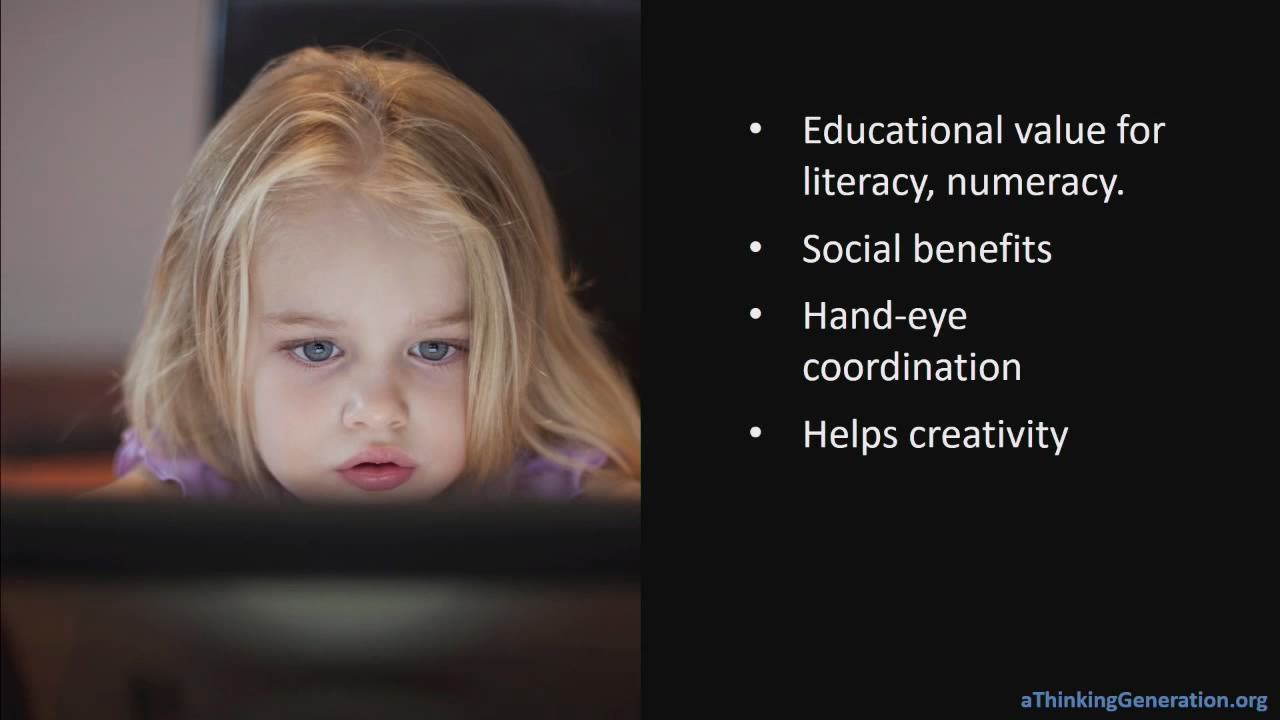 • Educational value for
literacy, numeracy.
• Social benefits
• Hand-eye
coordination
• Helps creativity
aThinkingGeneration.org